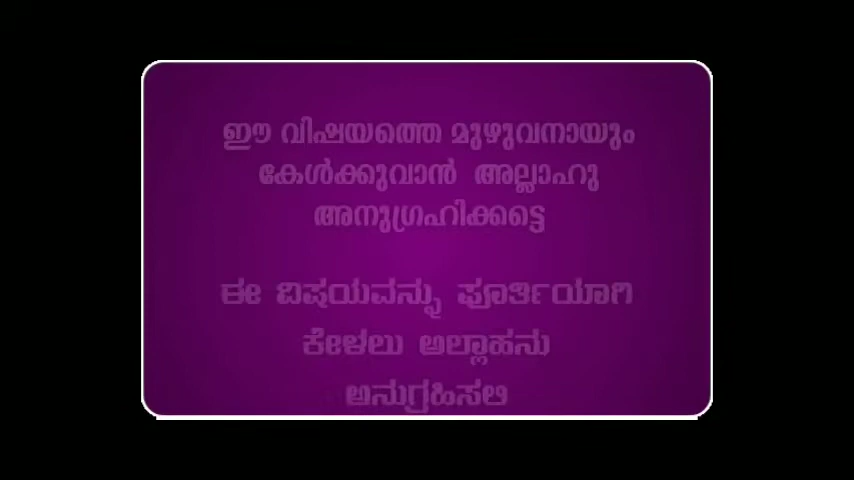 ഈ വിഷയത്തെ മുഴുവനായും
കേൾക്കുവാൻ അല്ലാഹു
അനുഗ്രഹിക്കട്ടെ
ಈ ವಿಷಯವನ್ನು ಪೂರ್ತಿಯಾಗಿ
ಕೇಳಲು ಅಲ್ಲಾಹನು
ಅನುಗ್ರಹಿಸಲಿ